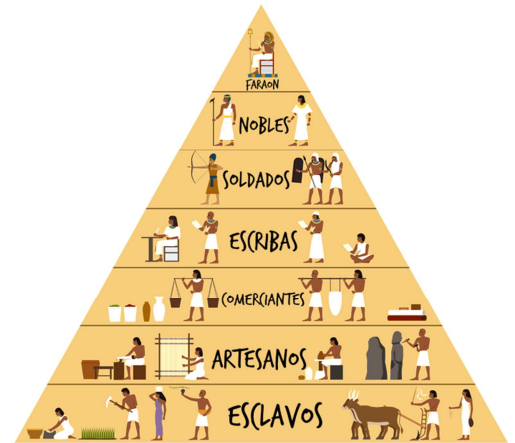 FARAON
NOBLES
SOLDADOS
ESCRIBAS
COMERCIANTES
ARTESANOS
ESCLAVOS